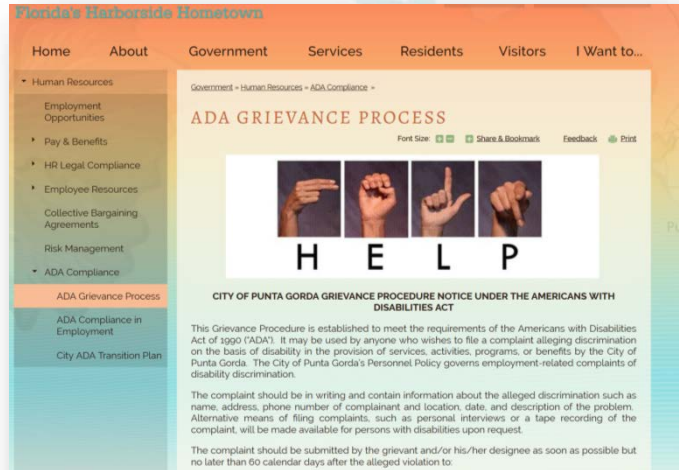 Florida's Harborside Hometown
Home About Government Services Residents Visitors I Want to...
Human Resources
Employment
Opportunities
Pay & Benefits
HR Legal Compliance
Employee Resources
Collective Bargaining
Agreements
Risk Management
ADA Compliance
ADA Grievance Process
ADA Compliance in
Employment
City ADA Transition Plan
Government » Human Resources » ADA Compliance »
ADA GRIEVANCE PROCESS
Font Size: + - + Share & Bookmark Feedback Print
H E L P
CITY OF PUNTA GORDA GRIEVANCE PROCEDURE NOTICE UNDER THE AMERICANS WITH
DISABILITIES ACT
This Grievance Procedure is established to meet the requirements of the Americans with Disabilities
Act of 1990 ("ADA"). It may be used by anyone who wishes to file a complaint alleging discrimination
on the basis of disability in the provision of services, activities, programs, or benefits by the City of
Punta Gorda. The City of Punta Gorda's Personnel Policy governs employment-related complaints of
disability discrimination.
The complaint should be in writing and contain information about the alleged discrimination such as
name, address, phone number of complainant and location, date, and description of the problem.
Alternative means of filing complaints, such as personal interviews or a tape recording of the
complaint, will be made available for persons with disabilities upon request.
The complaint should be submitted by the grievant and/or his/her designee as soon as possible but
no later than 60 calendar days after the alleged violation to: